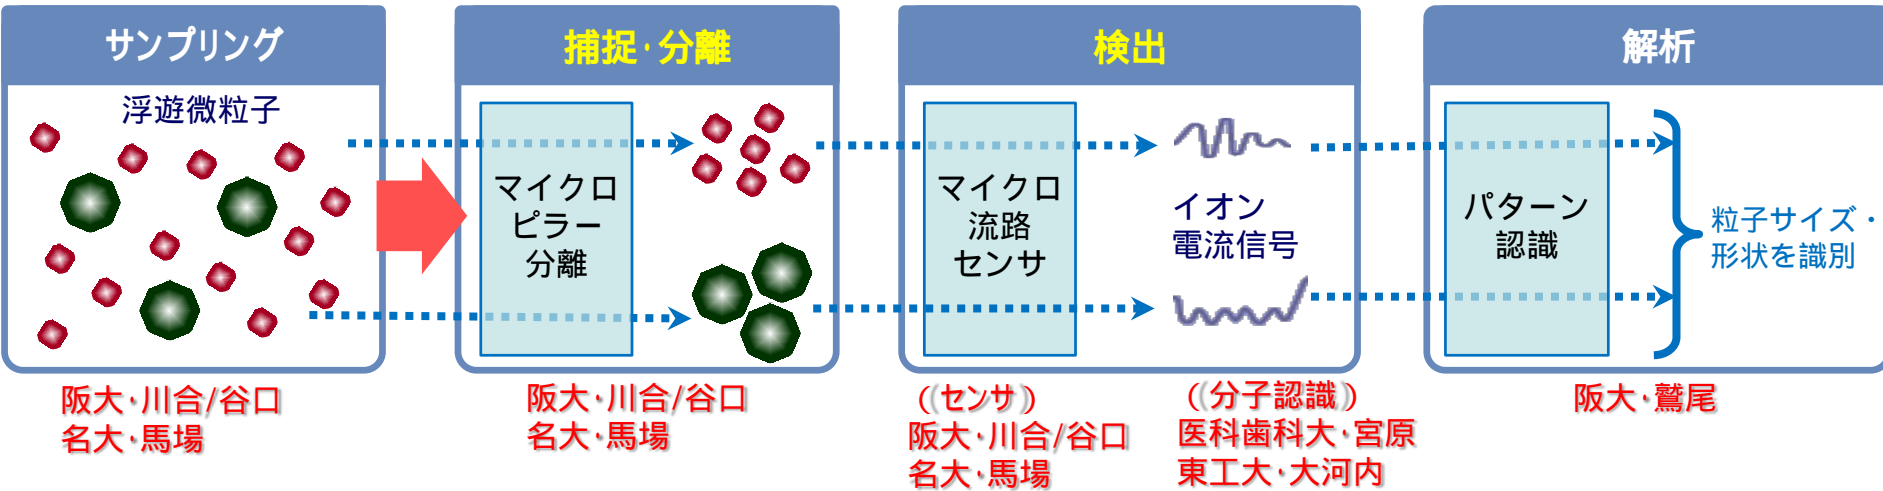 サンプリング
浮遊微粒子
阪大・川合/谷口
名大・馬場
捕捉・分離
マイクロ
ピラー
分離
阪大・川合/谷口
名大・馬場
検出
マイクロ
流路
センサ
イオン
電流信号
(センサ)
阪大・川合/谷口
名大・馬場
(分子認識)
医科歯科大・宮原
東工大・大河内
解析
パターン
認識
粒子サイズ・
形状を識別
阪大・鷲尾